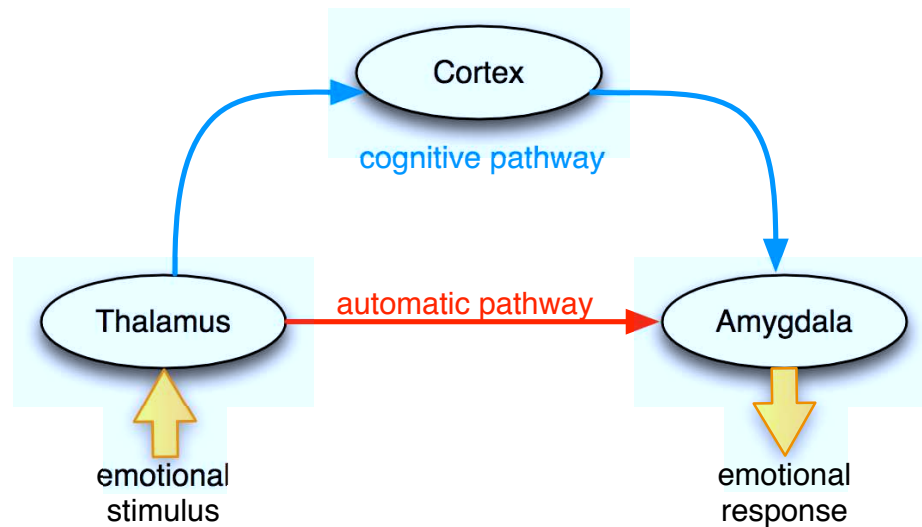 Cortex
cognitive pathway
automatic pathway
Thalamus
Amygdala
emotional
stimulus
emotional
response